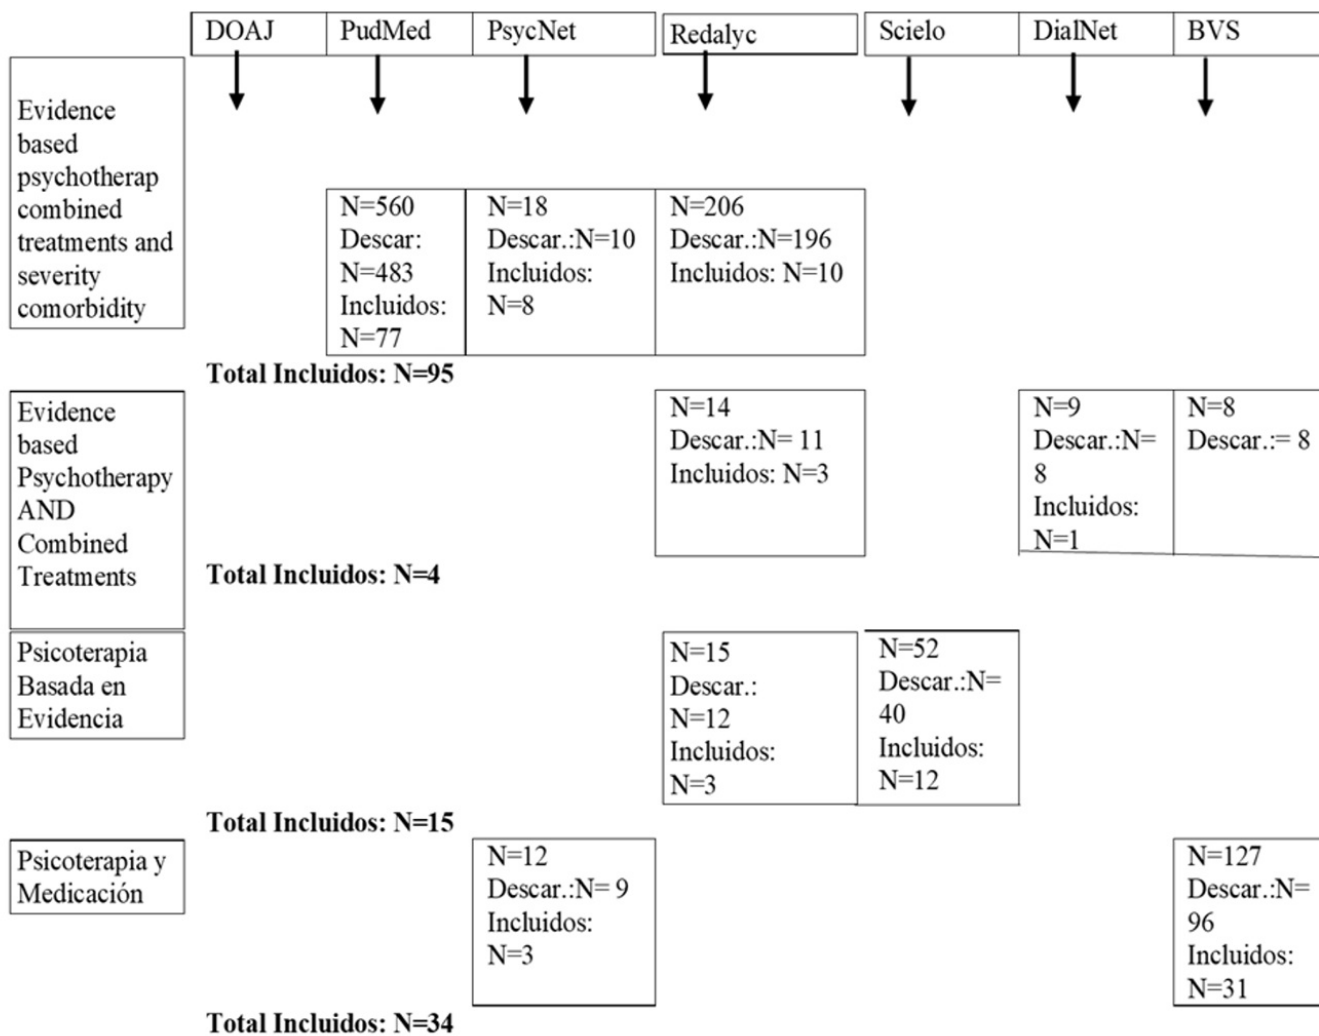 DOAJ
PudMed
PsycNet
Redalyc
Scielo
DialNet
BVS
Evidence
based
psychotherap
combined
treatments and
severity
comorbidity
N=560
Descar:
N=483
Incluidos:
N=77
N=18
Descar.:N=10
Incluidos:
N=8
N=206
Descar.:N=196
Incluidos: N=10
Total Incluidos: N=95
Evidence
based
Psychotherapy
AND
Combined
Treatments
N=14
Descar.:N= 11
Incluidos: N=3
N=9
Descar.:N=
8
Incluidos:
N=1
N=8
Descar.:= 8
Total Incluidos: N=4
Psicoterapia
Basada en
Evidencia
N=15
Descar.:
N=12
Incluidos:
N=3
N=52
Descar.:N=
40
Incluidos:
N=12
Total Incluidos: N=15
Psicoterapia y
Medicación
N=12
Descar.:N= 9
Incluidos:
N=3
N=127
Descar.:N=
96
Incluidos:
N=31
Total Incluidos: N=34